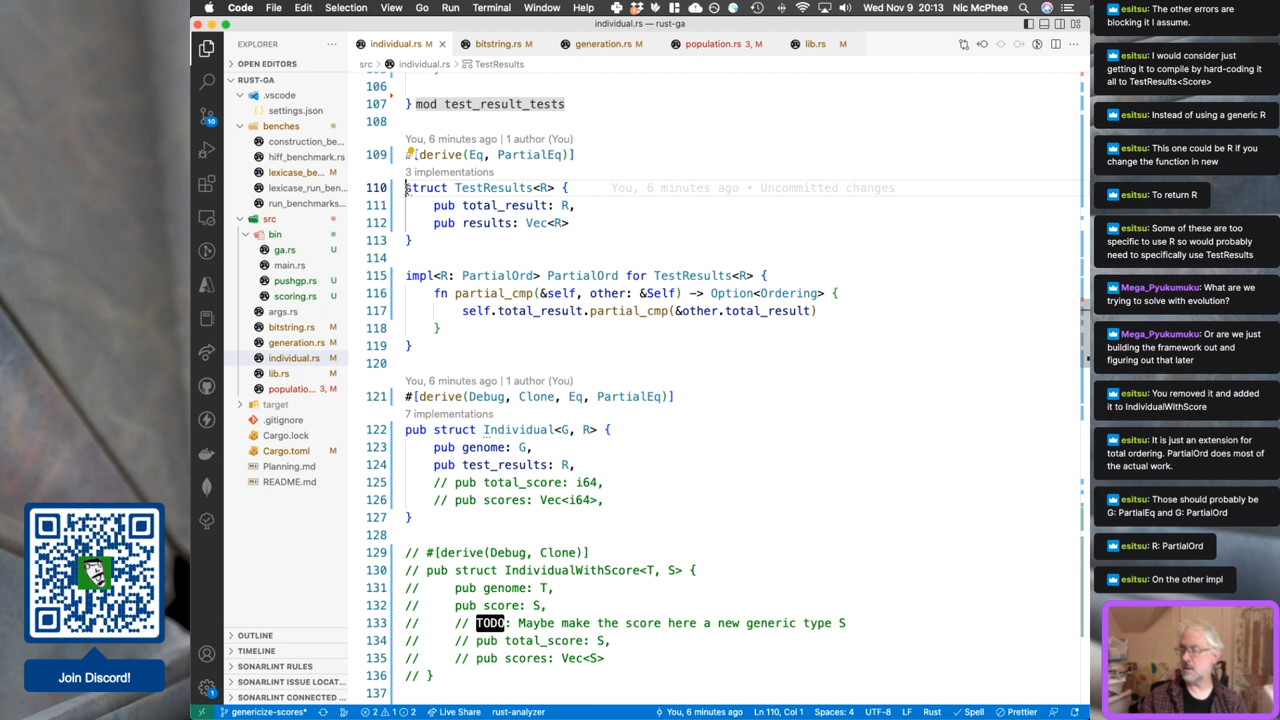 Code File Edit Selection View Go Run Terminal Window Help Wed Nov 9 20:13 Nic McPhee
individual.rs — rust-ga
EXPLORER
OPEN EDITORS
RUST-GA
.vscode
settings.json
benches
construction_be...
hiff_benchmark.rs
lexicase_be... M
lexicase_run_ben...
run_benchmarks...
src
bin
ga.rs U
main.rs
pushgp.rs U
scoring.rs U
args.rs
bitstring.rs M
generation.rs M
individual.rs M
lib.rs M
populatio... 3, M
target
.gitignore
Cargo.lock
Cargo.toml M
Planning.md
README.md
OUTLINE
TIMELINE
SONARLINT RULES
SONARLINT ISSUE LOCAT...
SONARLINT CONNECTED ...
10
1
individual.rs M
bitstring.rs M
generation.rs M
population.rs 3, M
lib.rs M
src > individual.rs > TestResults
106
107 } mod test_result_tests
108
You, 6 minutes ago | 1 author (You)
109 #[derive(Eq, PartialEq)]
3 implementations
110 struct TestResults<R> { You, 6 minutes ago • Uncommitted changes
111 pub total_result: R,
112 pub results: Vec<R>
113 }
114
115 impl<R: PartialOrd> PartialOrd for TestResults<R> {
116 fn partial_cmp(&self, other: &Self) -> Option<Ordering> {
117 self.total_result.partial_cmp(&other.total_result)
118 }
119 }
120
You, 6 minutes ago | 1 author (You)
121 #[derive(Debug, Clone, Eq, PartialEq)]
7 implementations
122 pub struct Individual<G, R> {
123 pub genome: G,
124 pub test_results: R,
125 // pub total_score: i64,
126 // pub scores: Vec<i64>,
127 }
128
129 // #[derive(Debug, Clone)]
130 // pub struct IndividualWithScore<T, S> {
131 // pub genome: T,
132 // pub score: S,
133 // // TODO: Maybe make the score here a new generic type S
134 // // pub total_score: S,
135 // // pub scores: Vec<S>
136 // }
137
genericize-scores* 2 1 2 Live Share rust-analyzer You, 6 minutes ago Ln 110, Col 1 Spaces: 4 UTF-8 LF Rust Spell Prettier
esitsu: The other errors are
blocking it I assume.
esitsu: I would consider just
getting it to compile by hard-coding it
all to TestResults<Score>
esitsu: Instead of using a generic R
esitsu: This one could be R if you
change the function in new
esitsu: To return R
esitsu: Some of these are too
specific to use R so would probably
need to specifically use TestResults
Mega_Pyukumuku: What are we
trying to solve with evolution?
Mega_Pyukumuku: Or are we just
building the framework out and
figuring out that later
esitsu: You removed it and added
it to IndividualWithScore
esitsu: It is just an extension for
total ordering. PartialOrd does most of
the actual work.
esitsu: Those should probably be
G: PartialEq and G: PartialOrd
esitsu: R: PartialOrd
esitsu: On the other impl
Join Discord!